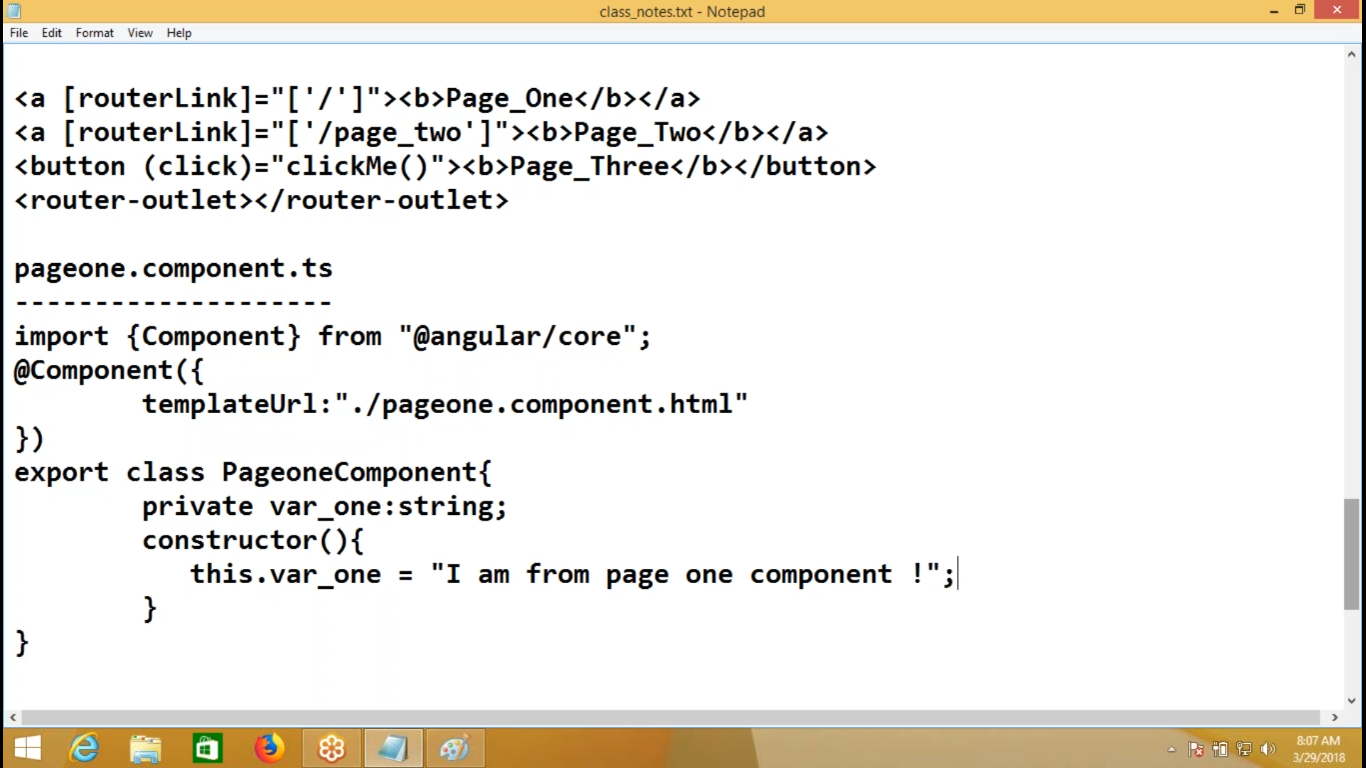 class_notes.txt - Notepad
File Edit Format View Help
<a [routerLink]="['/']"><b>Page_One</b></a>
<a [routerLink]="['/page_two']"><b>Page_Two</b></a>
<button (click)="clickMe()"><b>Page_Three</b></button>
<router-outlet></router-outlet>
pageone.component.ts
--------------------
import {Component} from "@angular/core";
@Component({
templateUrl:"./pageone.component.html"
})
export class PageoneComponent{
private var_one:string;
constructor(){
this.var_one = "I am from page one component !";
}
}
8:07 AM
3/29/2018